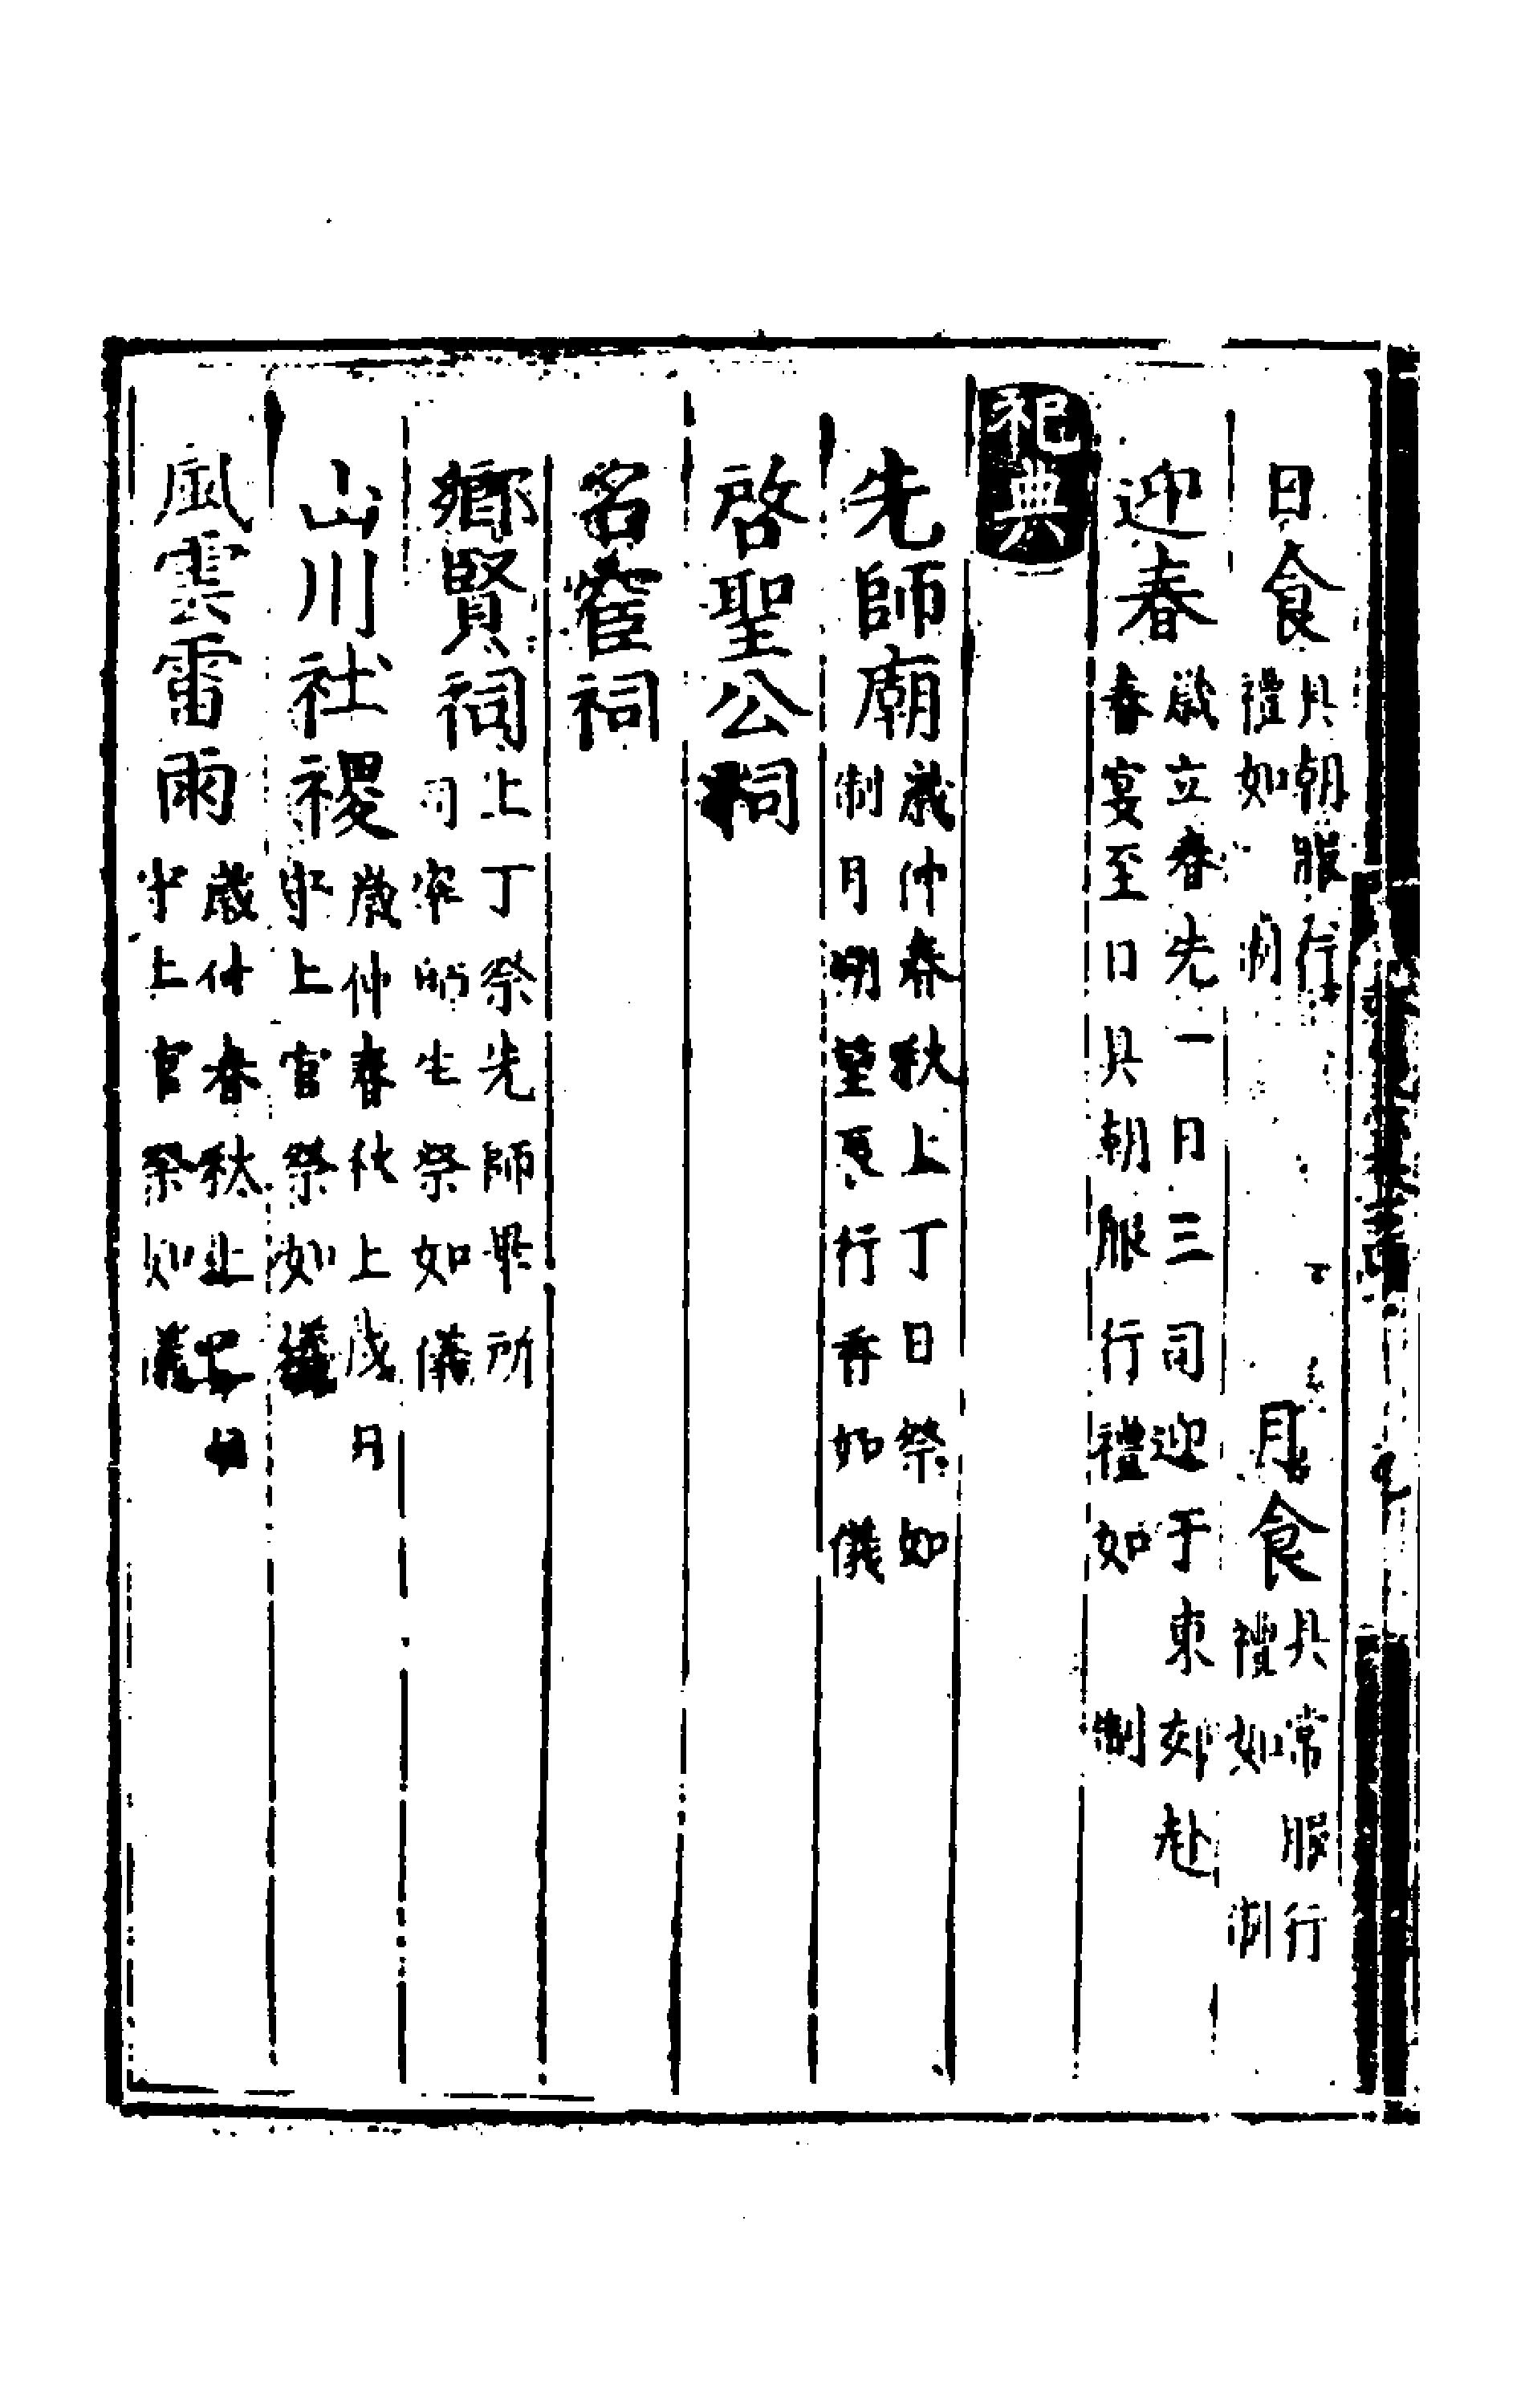 日食具朝服行禮如制 月食具常服行禮如制
迎春歲立春先一日三司迎于東郊赴春宴至日具朝服行禮如制
祀典
先師廟歲仲春秋上丁日祭如制月朔望行香如儀
啓聖公祠
名宦祠
鄉賢祠上丁祭先師畢所司率師生祭如儀
山川社稷歲仲春秋上戊日守上官祭如儀
風雲雷雨歲仲春秋上巳日守上官祭如儀